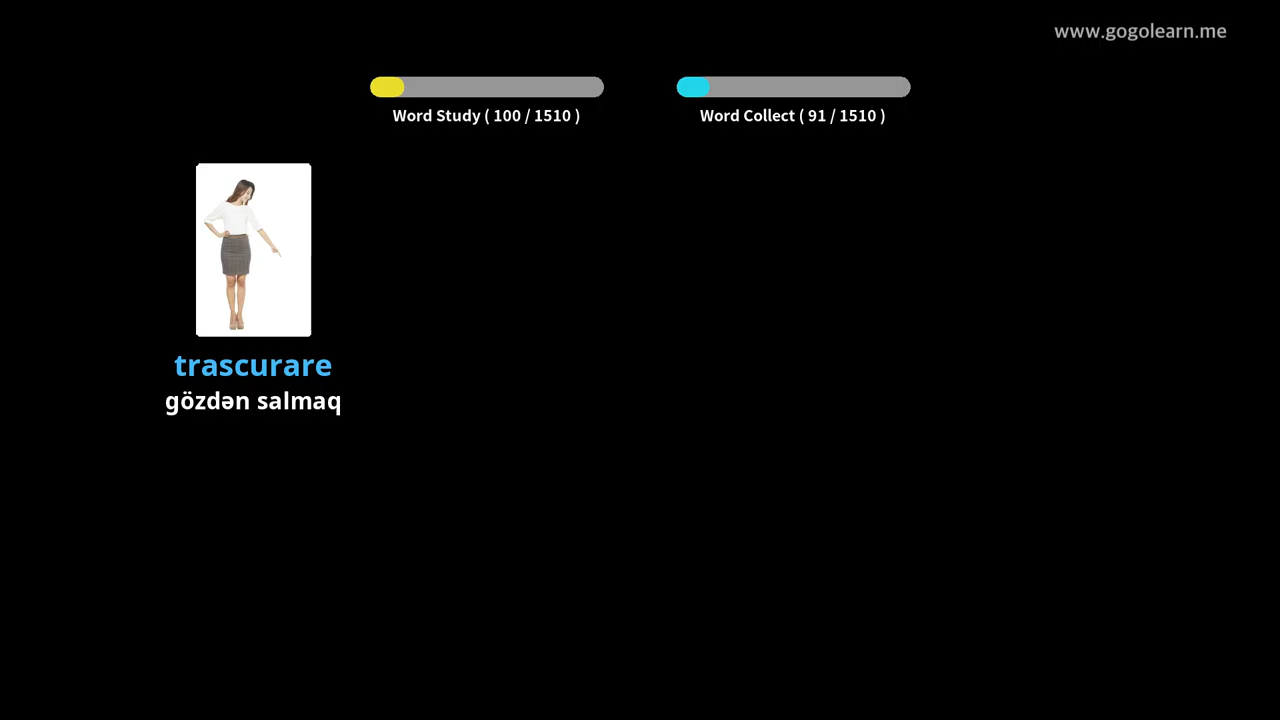 www.gogolearn.me
Word Study ( 100 / 1510 )
Word Collect ( 91 / 1510 )
trascurare
gözdən salmaq